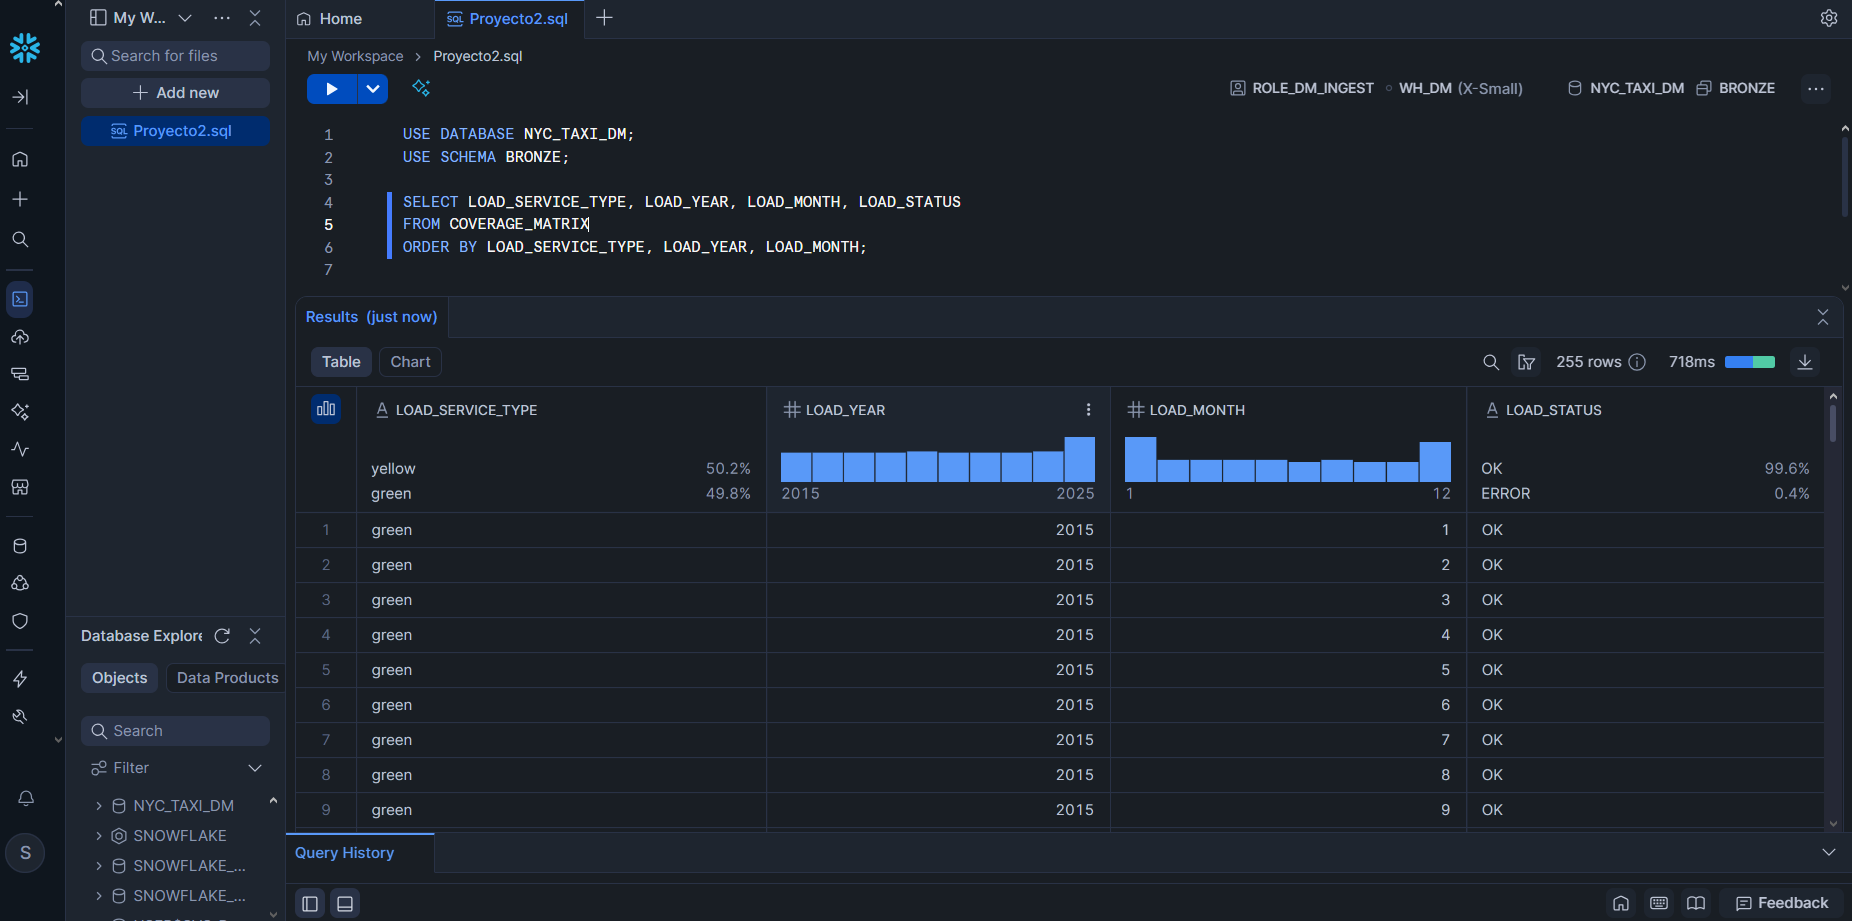 My W...
Home
Proyecto2.sql
Search for files
My Workspace > Proyecto2.sql
Add new
ROLE_DM_INGEST
WH_DM (X-Small)
NYC_TAXI_DM
BRONZE
SQL Proyecto2.sql
1 USE DATABASE NYC_TAXI_DM;
2 USE SCHEMA BRONZE;
3
4 SELECT LOAD_SERVICE_TYPE, LOAD_YEAR, LOAD_MONTH, LOAD_STATUS
5 FROM COVERAGE_MATRIX
6 ORDER BY LOAD_SERVICE_TYPE, LOAD_YEAR, LOAD_MONTH;
7
Results (just now)
Table Chart
255 rows 718ms
LOAD_SERVICE_TYPE LOAD_YEAR LOAD_MONTH LOAD_STATUS
yellow 50.2% OK 99.6%
green 49.8% 2015 2025 1 12 ERROR 0.4%
1 green 2015 1 OK
2 green 2015 2 OK
3 green 2015 3 OK
4 green 2015 4 OK
5 green 2015 5 OK
6 green 2015 6 OK
7 green 2015 7 OK
8 green 2015 8 OK
9 green 2015 9 OK
Database Explore
Objects Data Products
Search
Filter
NYC_TAXI_DM
SNOWFLAKE
SNOWFLAKE_...
SNOWFLAKE_...
S
Query History
Feedback